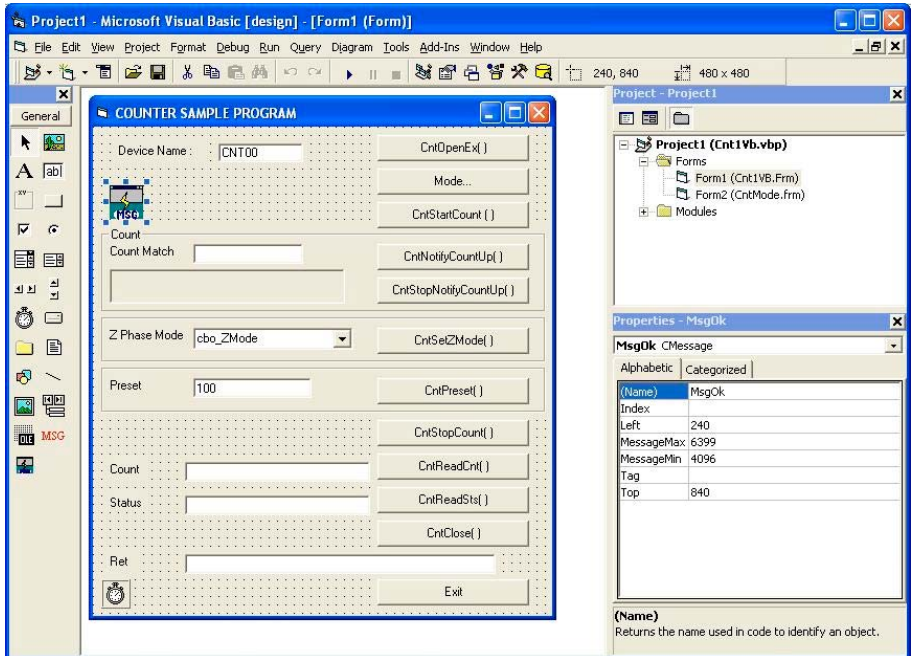 Project1 - Microsoft Visual Basic [design] - [Form1 (Form)]
File Edit View Project Format Debug Run Query Diagram Tools Add-Ins Window Help
240, 840
480 x 480
General
A
ab|
XY
OLE
MSG
COUNTER SAMPLE PROGRAM
Device Name :
CNT00
CntOpenEx( )
Mode...
MSG
CntStartCount ( )
Count
Count Match
CntNotifyCountUp( )
CntStopNotifyCountUp( )
Z Phase Mode
cbo_ZMode
CntSetZMode( )
Preset
100
CntPreset( )
CntStopCount( )
Count
CntReadCnt( )
Status
CntReadSts( )
CntClose( )
Ret
Exit
Project - Project1
Project1 (Cnt1Vb.vbp)
Forms
Form1 (Cnt1VB.Frm)
Form2 (CntMode.frm)
Modules
Properties - MsgOk
MsgOk CMessage
Alphabetic Categorized
(Name) MsgOk
Index
Left 240
MessageMax 6399
MessageMin 4096
Tag
Top 840
(Name)
Returns the name used in code to identify an object.